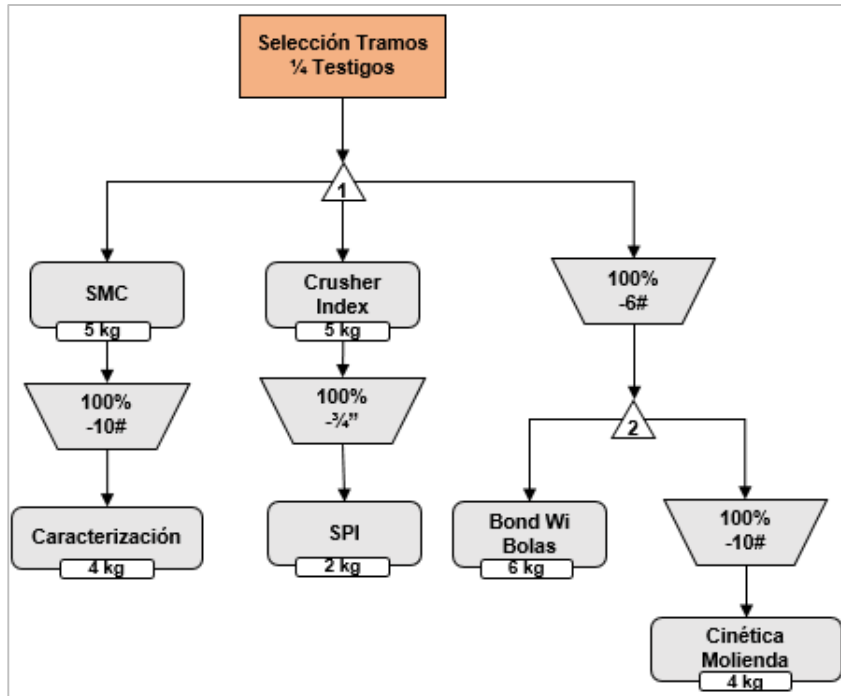 Selección Tramos
¼ Testigos
1
SMC
5 kg
Crusher
Index
5 kg
100%
-6#
100%
-10#
100%
-¾”
2
Caracterización
4 kg
SPI
2 kg
Bond Wi
Bolas
6 kg
100%
-10#
Cinética
Molienda
4 kg